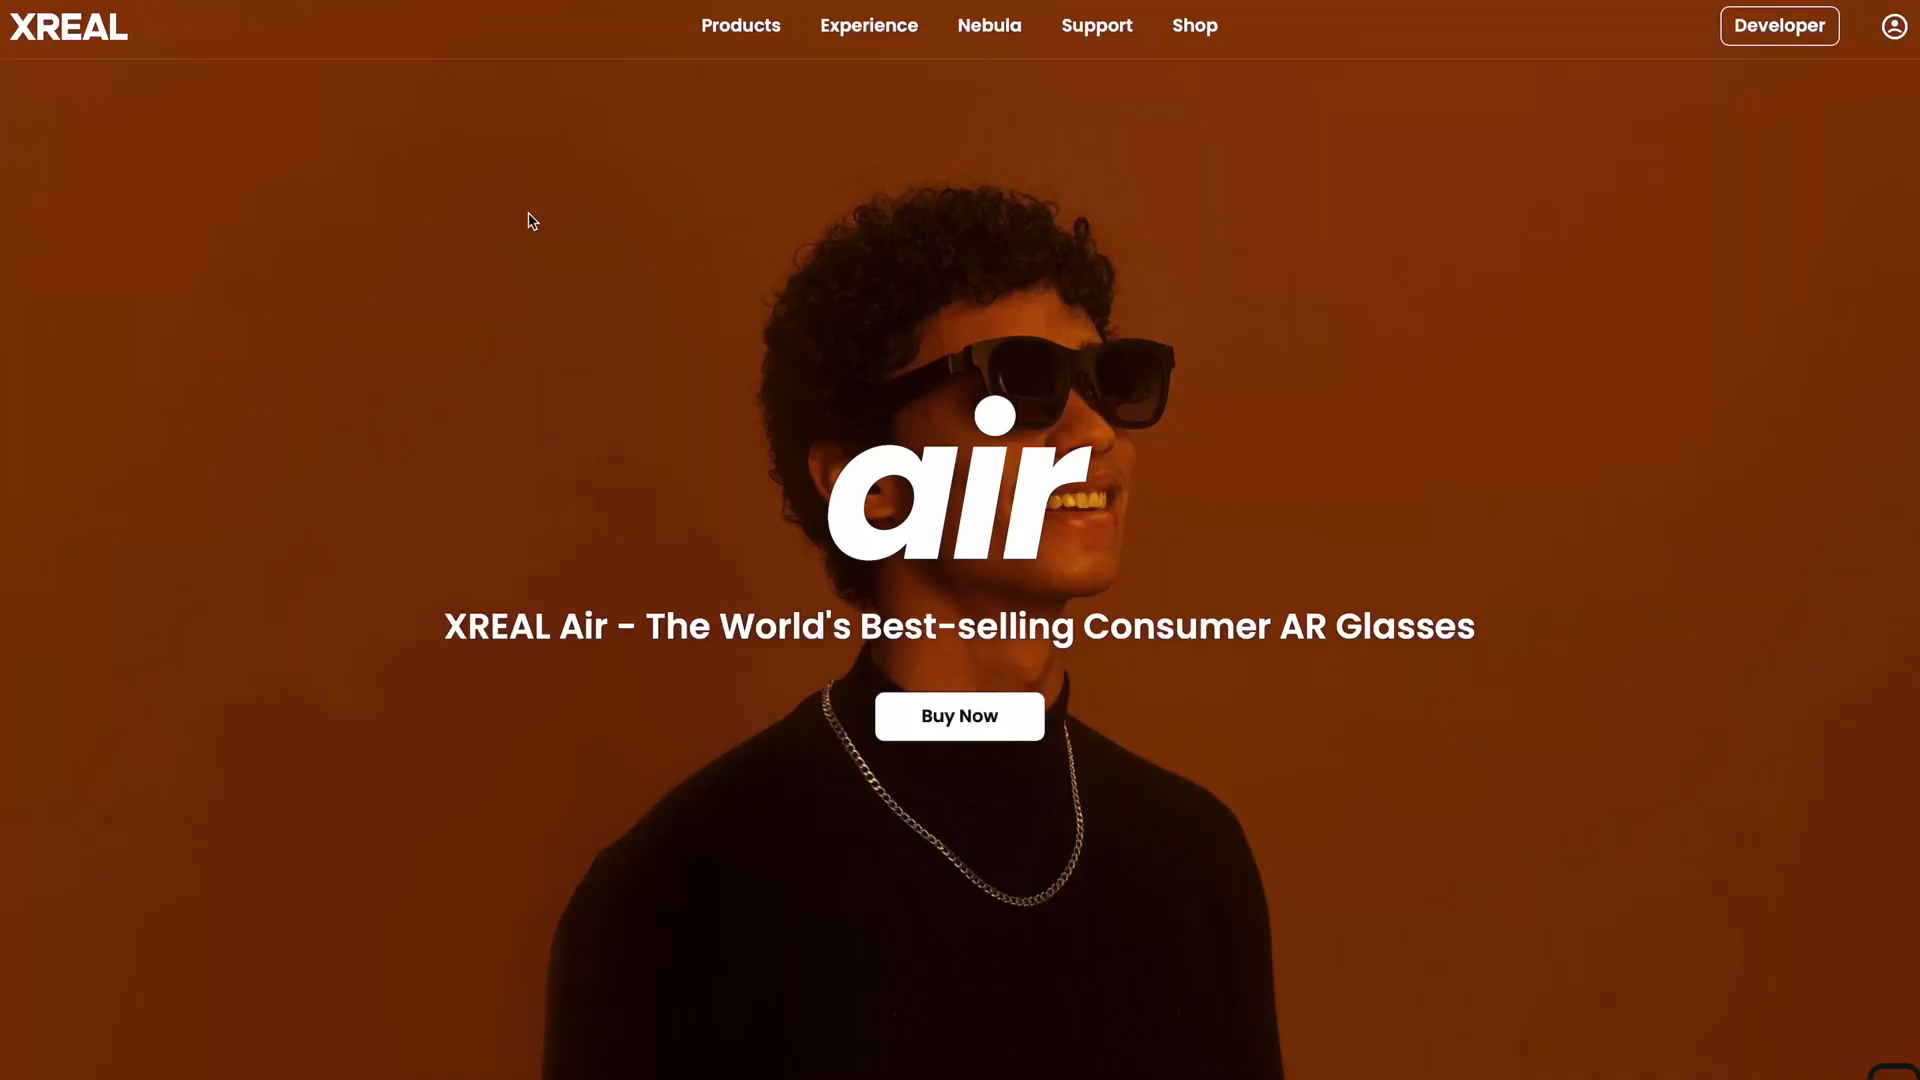 XREAL
Products Experience Nebula Support Shop
Developer
air
XREAL Air - The World's Best-selling Consumer AR Glasses
Buy Now